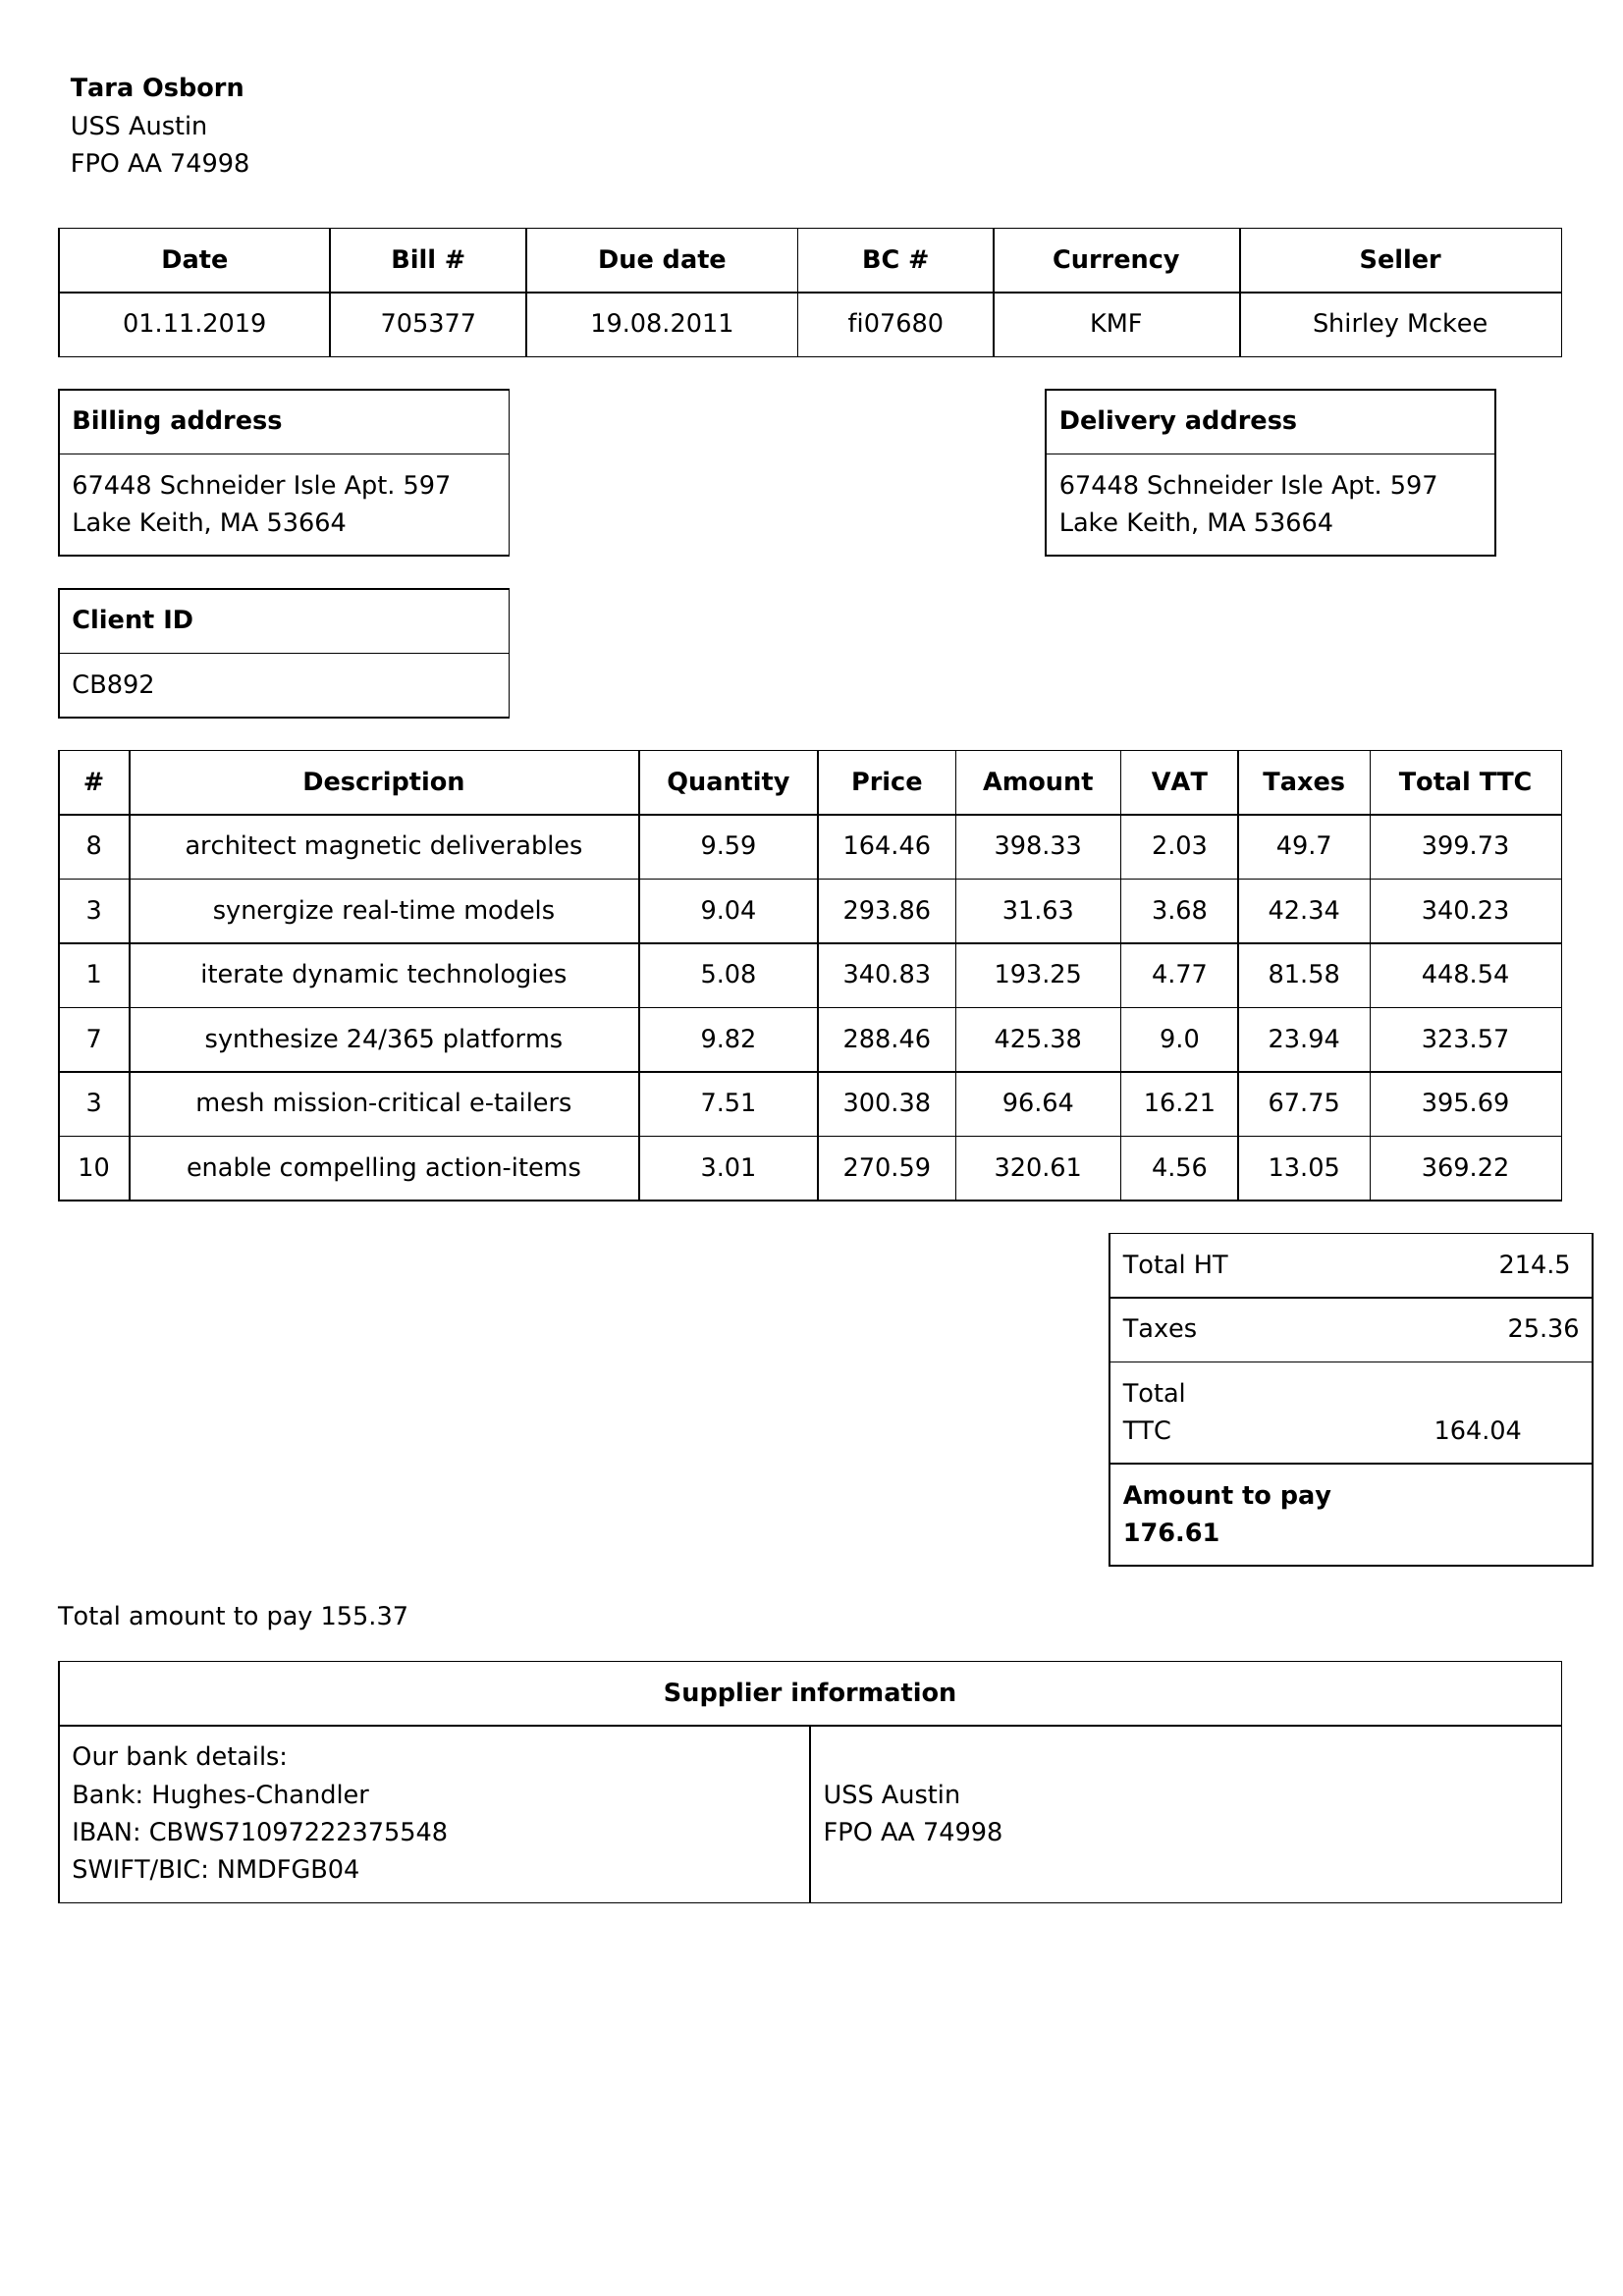 Tara Osborn
USS Austin
FPO AA 74998
Date Bill # Due date BC # Currency Seller
01.11.2019 705377 19.08.2011 fi07680 KMF Shirley Mckee
Billing address
67448 Schneider Isle Apt. 597
Lake Keith, MA 53664
Delivery address
67448 Schneider Isle Apt. 597
Lake Keith, MA 53664
Client ID
CB892
# Description Quantity Price Amount VAT Taxes Total TTC
8 architect magnetic deliverables 9.59 164.46 398.33 2.03 49.7 399.73
3 synergize real-time models 9.04 293.86 31.63 3.68 42.34 340.23
1 iterate dynamic technologies 5.08 340.83 193.25 4.77 81.58 448.54
7 synthesize 24/365 platforms 9.82 288.46 425.38 9.0 23.94 323.57
3 mesh mission-critical e-tailers 7.51 300.38 96.64 16.21 67.75 395.69
10 enable compelling action-items 3.01 270.59 320.61 4.56 13.05 369.22
Total HT 214.5
Taxes 25.36
Total
TTC 164.04
Amount to pay
176.61
Total amount to pay 155.37
Supplier information
Our bank details:
Bank: Hughes-Chandler
IBAN: CBWS71097222375548
SWIFT/BIC: NMDFGB04
USS Austin
FPO AA 74998